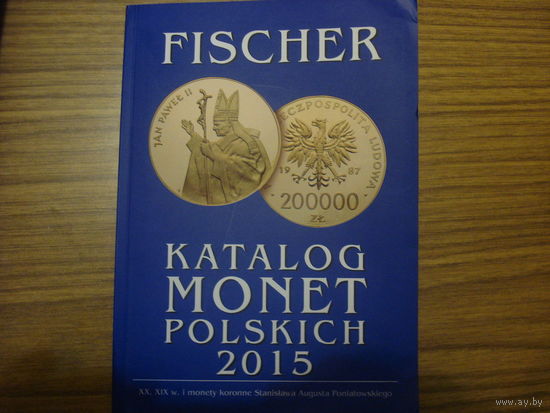 FISCHER
JAN PAWEŁ II
RZECZPOSPOLITA LUDOWA
19 87
200000
ZŁ
KATALOG
MONET
POLSKICH
2015
XX, XIX w. i monety koronne Stanisława Augusta Poniatowskiego
www.ay.by